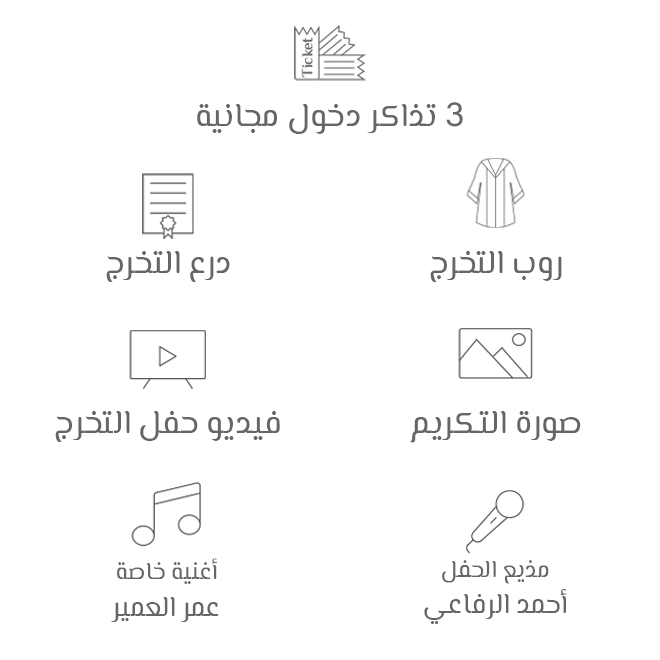 Ticket
3 تذاكر دخول مجانية
روب التخرج
درع التخرج
صورة التكريم
فيديو حفل التخرج
مذيع الحفل
أحمد الرفاعي
أغنية خاصة
عمر العمير